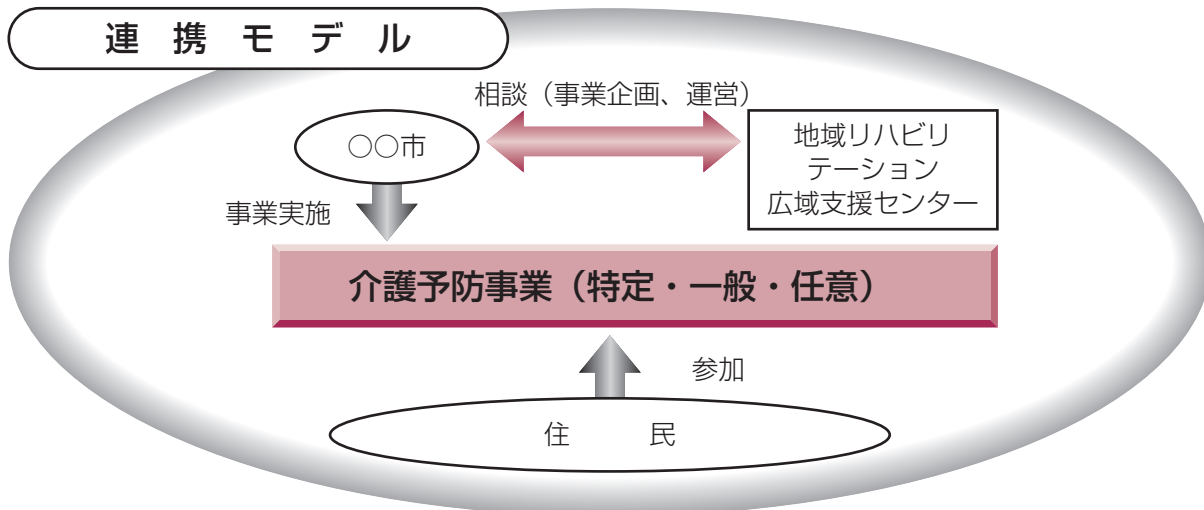 連携モデル
相談（事業企画、運営）
○○市
地域リハビリ
テーション
広域支援センター
事業実施
介護予防事業（特定・一般・任意）
参加
住民